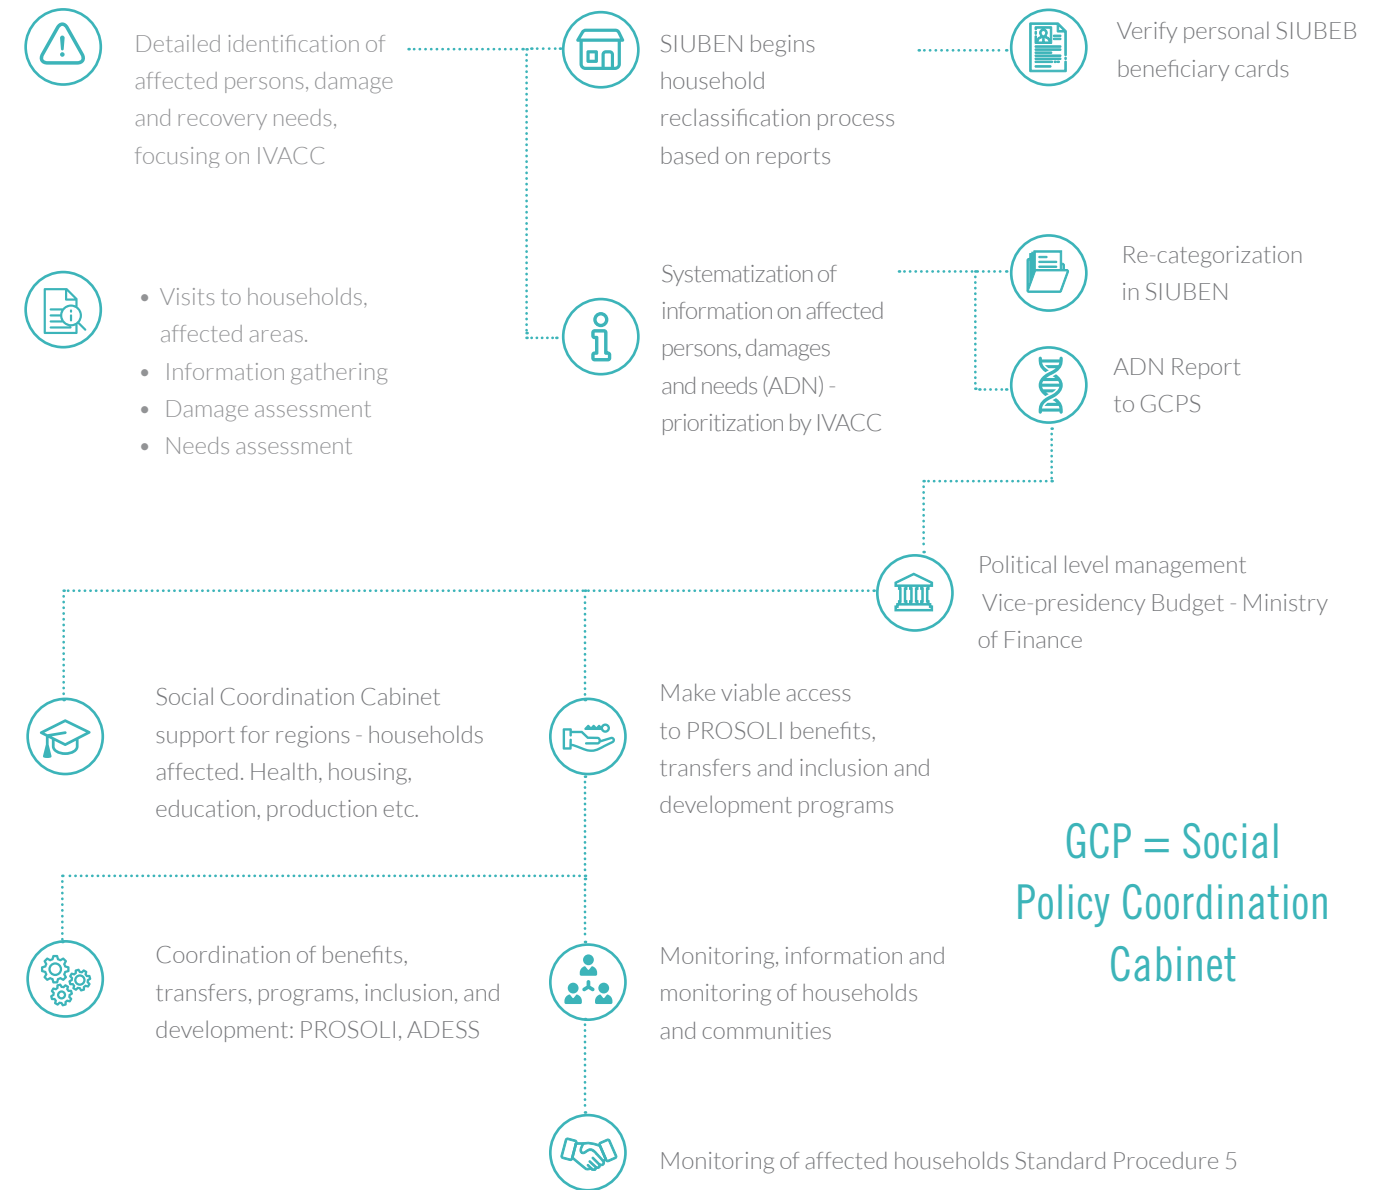 Detailed identification of
affected persons, damage
and recovery needs,
focusing on IVACC
SIUBEN begins
household
reclassification process
based on reports
Verify personal SIUBEB
beneficiary cards
• Visits to households,
affected areas.
• Information gathering
• Damage assessment
• Needs assessment
Systematization of
information on affected
persons, damages
and needs (ADN) -
prioritization by IVACC
Re-categorization
in SIUBEN
ADN Report
to GCPS
Political level management
Vice-presidency Budget - Ministry
of Finance
Social Coordination Cabinet
support for regions - households
affected. Health, housing,
education, production etc.
Make viable access
to PROSOLI benefits,
transfers and inclusion and
development programs
GCP = Social
Policy Coordination
Cabinet
Coordination of benefits,
transfers, programs, inclusion, and
development: PROSOLI, ADESS
Monitoring, information and
monitoring of households
and communities
Monitoring of affected households Standard Procedure 5